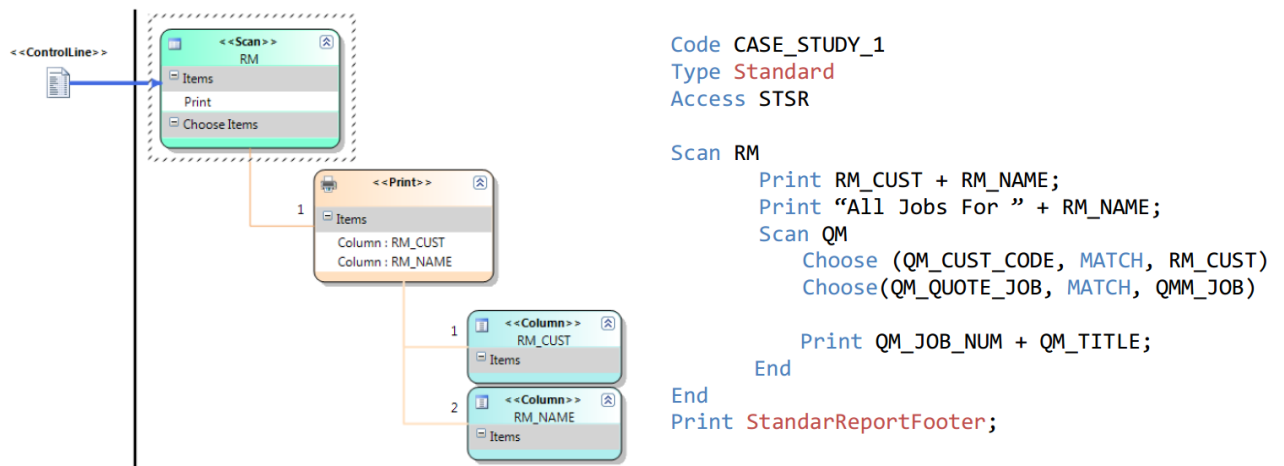 <<ControlLine>>
<<Scan>>
RM
Items
Print
Choose Items
1
<<Print>>
Items
Column : RM_CUST
Column : RM_NAME
1
<<Column>>
RM_CUST
Items
2
<<Column>>
RM_NAME
Items
Code CASE_STUDY_1
Type Standard
Access STSR
Scan RM
Print RM_CUST + RM_NAME;
Print “All Jobs For ” + RM_NAME;
Scan QM
Choose (QM_CUST_CODE, MATCH, RM_CUST)
Choose(QM_QUOTE_JOB, MATCH, QMM_JOB)
Print QM_JOB_NUM + QM_TITLE;
End
End
Print StandarReportFooter;